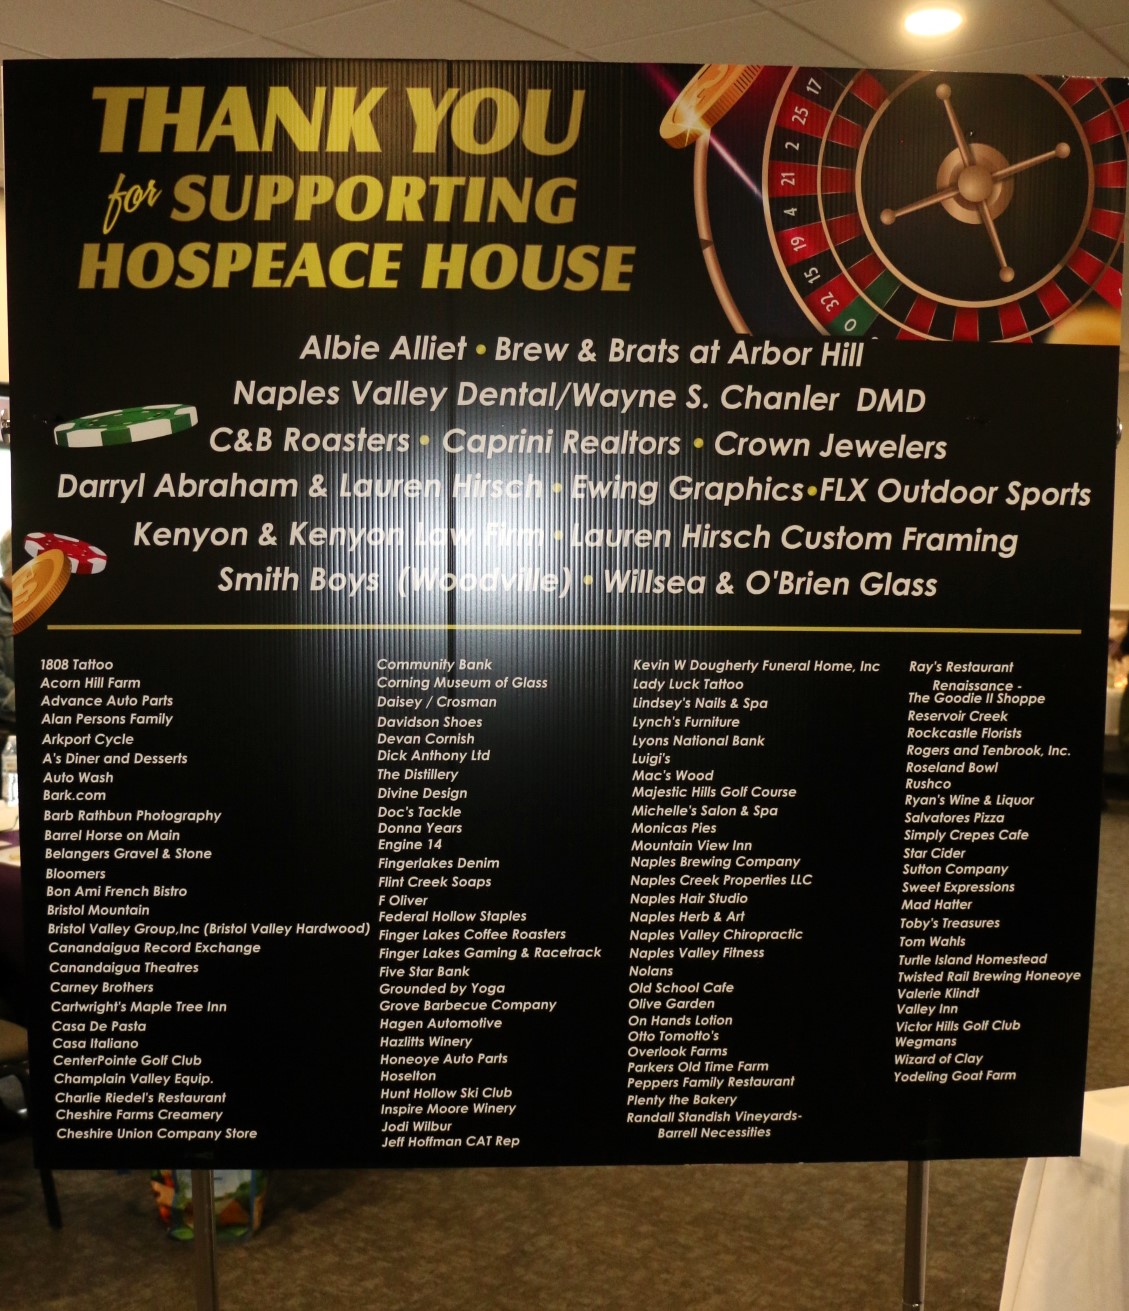 THANK YOU
for SUPPORTING
HOSPEACE HOUSE
17
25
2
21
4
19
15
32
0
Albie Alliet • Brew & Brats at Arbor Hill
Naples Valley Dental/Wayne S. Chanler DMD
C&B Roasters • Caprini Realtors • Crown Jewelers
Darryl Abraham & Lauren Hirsch • Ewing Graphics•FLX Outdoor Sports
Kenyon & Kenyon Law Firm • Lauren Hirsch Custom Framing
Smith Boys (Woodville) • Willsea & O'Brien Glass
1808 Tattoo
Acorn Hill Farm
Advance Auto Parts
Alan Persons Family
Arkport Cycle
A's Diner and Desserts
Auto Wash
Bark.com
Barb Rathbun Photography
Barrel Horse on Main
Belangers Gravel & Stone
Bloomers
Bon Ami French Bistro
Bristol Mountain
Bristol Valley Group,Inc (Bristol Valley Hardwood)
Canandaigua Record Exchange
Canandaigua Theatres
Carney Brothers
Cartwright's Maple Tree Inn
Casa De Pasta
Casa Italiano
CenterPointe Golf Club
Champlain Valley Equip.
Charlie Riedel's Restaurant
Cheshire Farms Creamery
Cheshire Union Company Store
Community Bank
Corning Museum of Glass
Daisey / Crosman
Davidson Shoes
Devan Cornish
Dick Anthony Ltd
The Distillery
Divine Design
Doc's Tackle
Donna Years
Engine 14
Fingerlakes Denim
Flint Creek Soaps
F Oliver
Federal Hollow Staples
Finger Lakes Coffee Roasters
Finger Lakes Gaming & Racetrack
Five Star Bank
Grounded by Yoga
Grove Barbecue Company
Hagen Automotive
Hazlitts Winery
Honeoye Auto Parts
Hoselton
Hunt Hollow Ski Club
Inspire Moore Winery
Jodi Wilbur
Jeff Hoffman CAT Rep
Kevin W Dougherty Funeral Home, Inc
Lady Luck Tattoo
Lindsey's Nails & Spa
Lynch's Furniture
Lyons National Bank
Luigi's
Mac's Wood
Majestic Hills Golf Course
Michelle's Salon & Spa
Monicas Pies
Mountain View Inn
Naples Brewing Company
Naples Creek Properties LLC
Naples Hair Studio
Naples Herb & Art
Naples Valley Chiropractic
Naples Valley Fitness
Nolans
Old School Cafe
Olive Garden
On Hands Lotion
Otto Tomotto's
Overlook Farms
Parkers Old Time Farm
Peppers Family Restaurant
Plenty the Bakery
Randall Standish Vineyards-
Barrell Necessities
Ray's Restaurant
Renaissance -
The Goodie II Shoppe
Reservoir Creek
Rockcastle Florists
Rogers and Tenbrook, Inc.
Roseland Bowl
Rushco
Ryan's Wine & Liquor
Salvatores Pizza
Simply Crepes Cafe
Star Cider
Sutton Company
Sweet Expressions
Mad Hatter
Toby's Treasures
Tom Wahls
Turtle Island Homestead
Twisted Rail Brewing Honeoye
Valerie Klindt
Valley Inn
Victor Hills Golf Club
Wegmans
Wizard of Clay
Yodeling Goat Farm